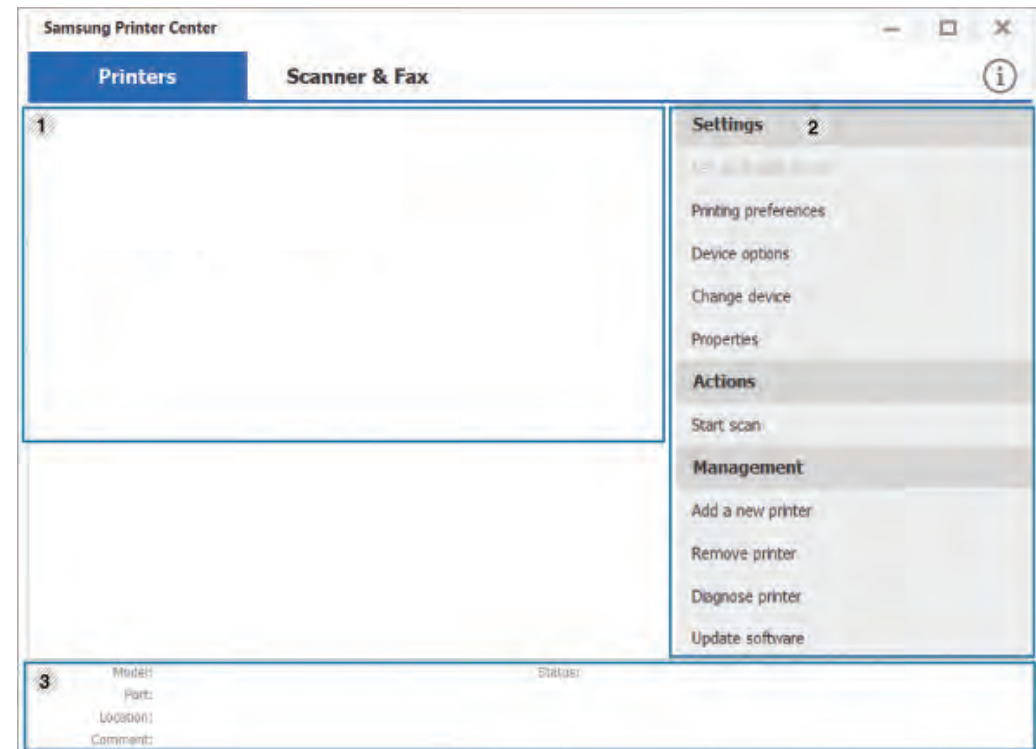 Samsung Printer Center
Printers Scanner & Fax
1
Settings 2
Printing preferences
Device options
Change device
Properties
Actions
Start scan
Management
Add a new printer
Remove printer
Diagnose printer
Update software
3 Model: Status:
Port:
Location:
Comment: